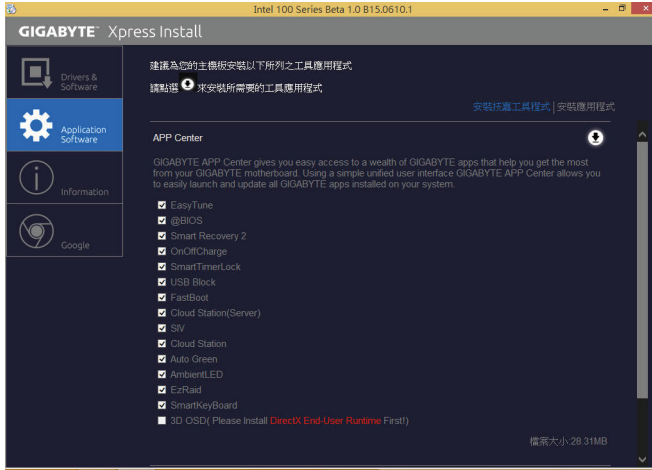 Intel 100 Series Beta 1.0 B15.0610.1
GIGABYTE™ Xpress Install
Drivers & Software
Application Software
Information
Google
建議為您的主機板安裝以下所列之工具應用程式
請點選 來安裝所需要的工具應用程式
安裝技嘉工具程式 | 安裝應用程式
APP Center
GIGABYTE APP Center gives you easy access to a wealth of GIGABYTE apps that help you get the most
from your GIGABYTE motherboard. Using a simple unified user interface GIGABYTE APP Center allows you
to easily launch and update all GIGABYTE apps installed on your system.
EasyTune
@BIOS
Smart Recovery 2
OnOffCharge
SmartTimerLock
USB Block
FastBoot
Cloud Station(Server)
SIV
Cloud Station
Auto Green
AmbientLED
EzRaid
SmartKeyBoard
3D OSD( Please Install DirectX End-User Runtime First!)
檔案大小:28.31MB